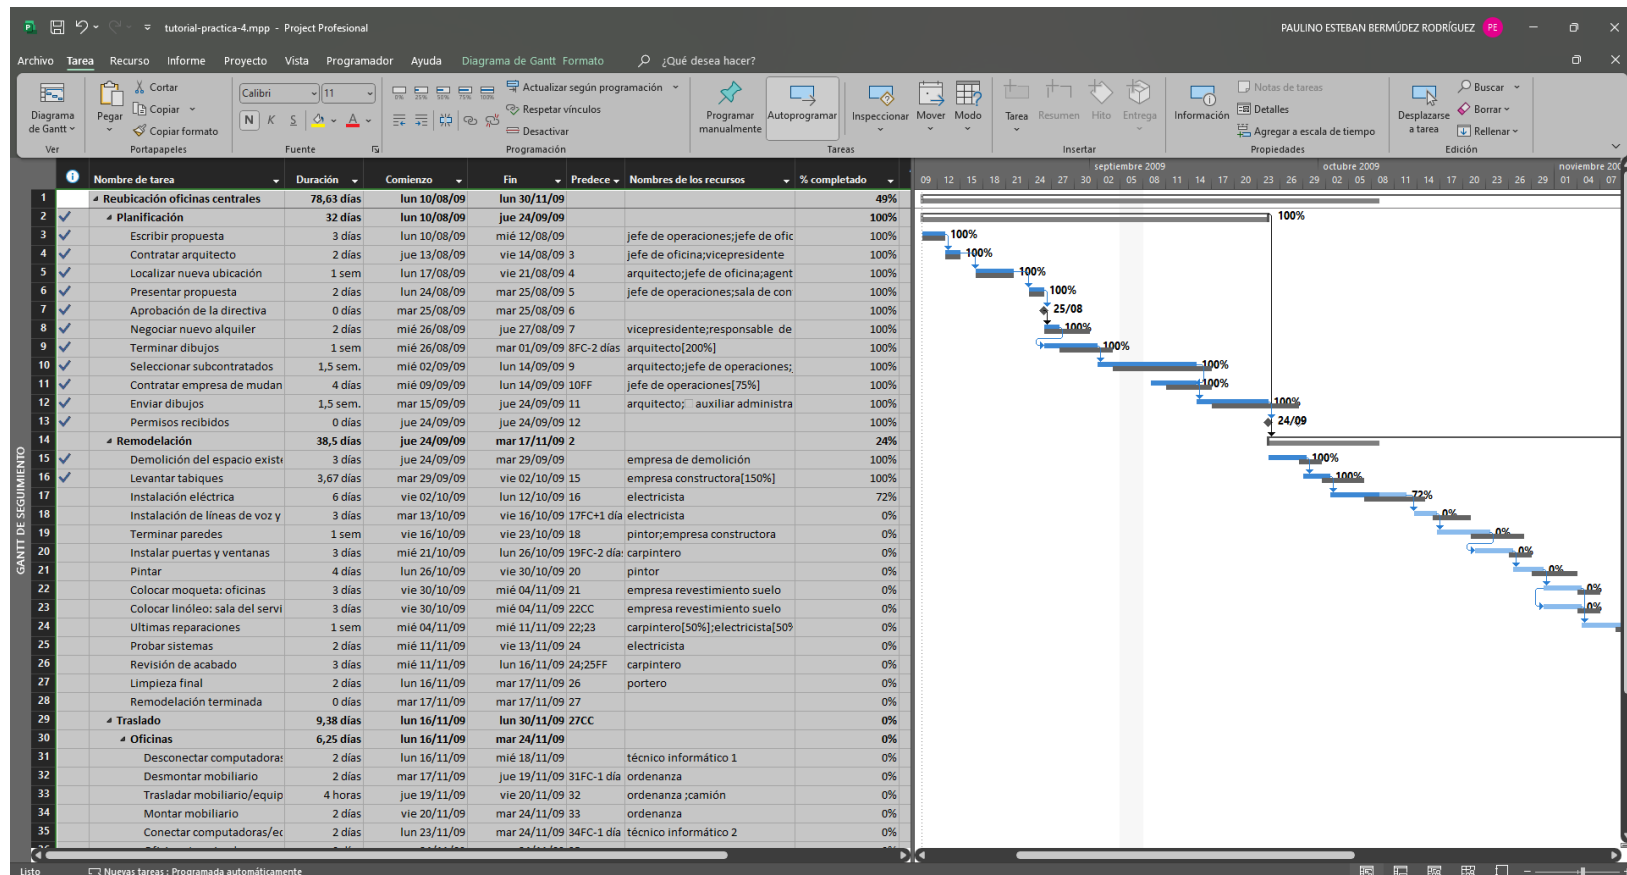 tutorial-practica-4.mpp - Project Profesional
PAULINO ESTEBAN BERMÚDEZ RODRÍGUEZ PE
Archivo Tarea Recurso Informe Proyecto Vista Programador Ayuda Diagrama de Gantt Formato ¿Qué desea hacer?
Diagrama de Gantt
Ver
Pegar
Cortar
Copiar
Copiar formato
Portapapeles
Calibri 11
N K S A
Fuente
0% 25% 50% 75% 100%
Actualizar según programación
Respetar vínculos
Desactivar
Programación
Programar manualmente
Autoprogramar
Inspeccionar
Mover
Modo
Tareas
Tarea
Resumen
Hito
Entrega
Insertar
Información
Notas de tareas
Detalles
Agregar a escala de tiempo
Propiedades
Desplazarse a tarea
Buscar
Borrar
Rellenar
Edición
Nombre de tarea Duración Comienzo Fin Predece Nombres de los recursos % completado
septiembre 2009 octubre 2009 noviembre 200
09 12 15 18 21 24 27 30 02 05 08 11 14 17 20 23 26 29 02 05 08 11 14 17 20 23 26 29 01 04 07
GANTT DE SEGUIMIENTO
1 Reubicación oficinas centrales 78,63 días lun 10/08/09 lun 30/11/09 49%
2 Planificación 32 días lun 10/08/09 jue 24/09/09 100% 100%
3 Escribir propuesta 3 días lun 10/08/09 mié 12/08/09 jefe de operaciones;jefe de ofic 100% 100%
4 Contratar arquitecto 2 días jue 13/08/09 vie 14/08/09 3 jefe de oficina;vicepresidente 100% 100%
5 Localizar nueva ubicación 1 sem lun 17/08/09 vie 21/08/09 4 arquitecto;jefe de oficina;agent 100% 100%
6 Presentar propuesta 2 días lun 24/08/09 mar 25/08/09 5 jefe de operaciones;sala de con 100% 100%
7 Aprobación de la directiva 0 días mar 25/08/09 mar 25/08/09 6 100% 25/08
8 Negociar nuevo alquiler 2 días mié 26/08/09 jue 27/08/09 7 vicepresidente;responsable de 100% 100%
9 Terminar dibujos 1 sem mié 26/08/09 mar 01/09/09 8FC-2 días arquitecto[200%] 100% 100%
10 Seleccionar subcontratados 1,5 sem. mié 02/09/09 lun 14/09/09 9 arquitecto;jefe de operaciones; 100% 100%
11 Contratar empresa de mudan 4 días mié 09/09/09 lun 14/09/09 10FF jefe de operaciones[75%] 100% 100%
12 Enviar dibujos 1,5 sem. mar 15/09/09 jue 24/09/09 11 arquitecto; auxiliar administra 100% 100%
13 Permisos recibidos 0 días jue 24/09/09 jue 24/09/09 12 100% 24/09
14 Remodelación 38,5 días jue 24/09/09 mar 17/11/09 2 24%
15 Demolición del espacio existe 3 días jue 24/09/09 mar 29/09/09 empresa de demolición 100% 100%
16 Levantar tabiques 3,67 días mar 29/09/09 vie 02/10/09 15 empresa constructora[150%] 100% 100%
17 Instalación eléctrica 6 días vie 02/10/09 lun 12/10/09 16 electricista 72% 72%
18 Instalación de líneas de voz y 3 días mar 13/10/09 vie 16/10/09 17FC+1 día electricista 0% 0%
19 Terminar paredes 1 sem vie 16/10/09 vie 23/10/09 18 pintor;empresa constructora 0% 0%
20 Instalar puertas y ventanas 3 días mié 21/10/09 lun 26/10/09 19FC-2 días carpintero 0% 0%
21 Pintar 4 días lun 26/10/09 vie 30/10/09 20 pintor 0% 0%
22 Colocar moqueta: oficinas 3 días vie 30/10/09 mié 04/11/09 21 empresa revestimiento suelo 0% 0%
23 Colocar linóleo: sala del servi 3 días vie 30/10/09 mié 04/11/09 22CC empresa revestimiento suelo 0% 0%
24 Ultimas reparaciones 1 sem mié 04/11/09 mié 11/11/09 22;23 carpintero[50%];electricista[50% 0%
25 Probar sistemas 2 días mié 11/11/09 vie 13/11/09 24 electricista 0%
26 Revisión de acabado 3 días mié 11/11/09 lun 16/11/09 24;25FF carpintero 0%
27 Limpieza final 2 días lun 16/11/09 mar 17/11/09 26 portero 0%
28 Remodelación terminada 0 días mar 17/11/09 mar 17/11/09 27 0%
29 Traslado 9,38 días lun 16/11/09 lun 30/11/09 27CC 0%
30 Oficinas 6,25 días lun 16/11/09 mar 24/11/09 0%
31 Desconectar computadoras 2 días lun 16/11/09 mié 18/11/09 técnico informático 1 0%
32 Desmontar mobiliario 2 días mar 17/11/09 jue 19/11/09 31FC-1 día ordenanza 0%
33 Trasladar mobiliario/equip 4 horas jue 19/11/09 vie 20/11/09 32 ordenanza ;camión 0%
34 Montar mobiliario 2 días vie 20/11/09 mar 24/11/09 33 ordenanza 0%
35 Conectar computadoras/ec 2 días lun 23/11/09 mar 24/11/09 34FC-1 día técnico informático 2 0%
Listo Nuevas tareas : Programada automáticamente